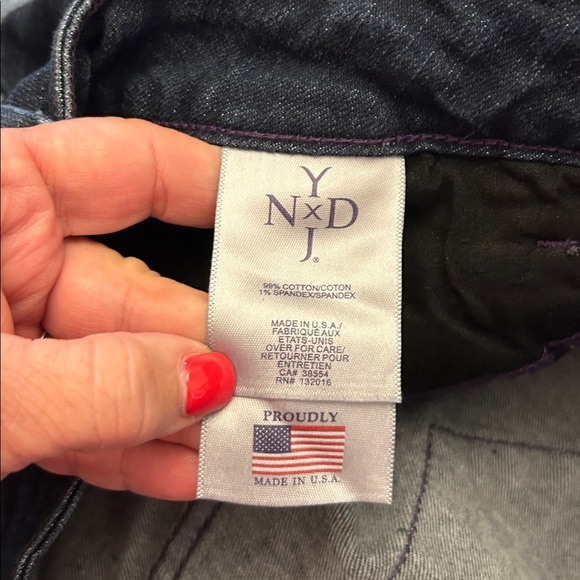 Y
N × D
J®
99% COTTON/COTON
1% SPANDEX/SPANDEX
MADE IN U.S.A./
FABRIQUÉ AUX
ETATS-UNIS
OVER FOR CARE/
RETOURNER POUR
ENTRETIEN
CA# 38554
RN# 132016
PROUDLY
MADE IN U.S.A.